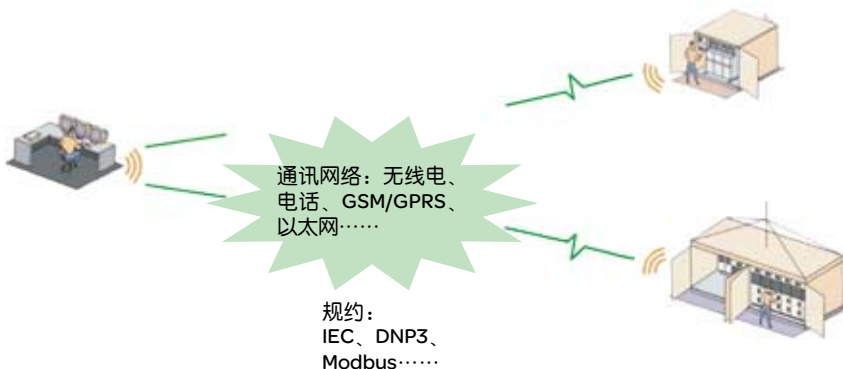 通讯网络：无线电、
电话、GSM/GPRS、
以太网……
规约：
IEC、DNP3、
Modbus……